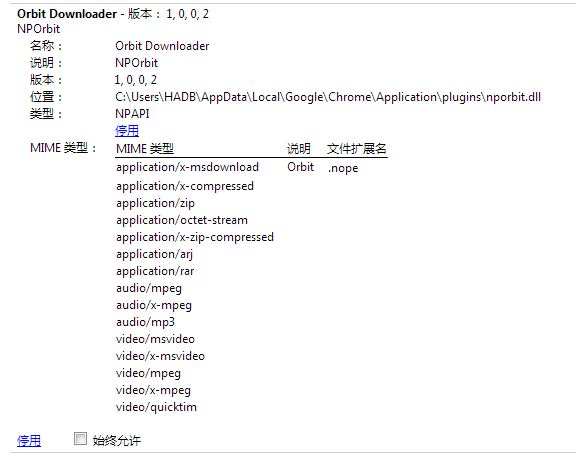 Orbit Downloader - 版本： 1, 0, 0, 2
NPOrbit
名称： Orbit Downloader
说明： NPOrbit
版本： 1, 0, 0, 2
位置： C:\Users\HADB\AppData\Local\Google\Chrome\Application\plugins\nporbit.dll
类型： NPAPI
停用
MIME 类型： MIME 类型 说明 文件扩展名
application/x-msdownload Orbit .nope
application/x-compressed
application/zip
application/octet-stream
application/x-zip-compressed
application/arj
application/rar
audio/mpeg
audio/x-mpeg
audio/mp3
video/msvideo
video/x-msvideo
video/mpeg
video/x-mpeg
video/quicktim
停用 始终允许